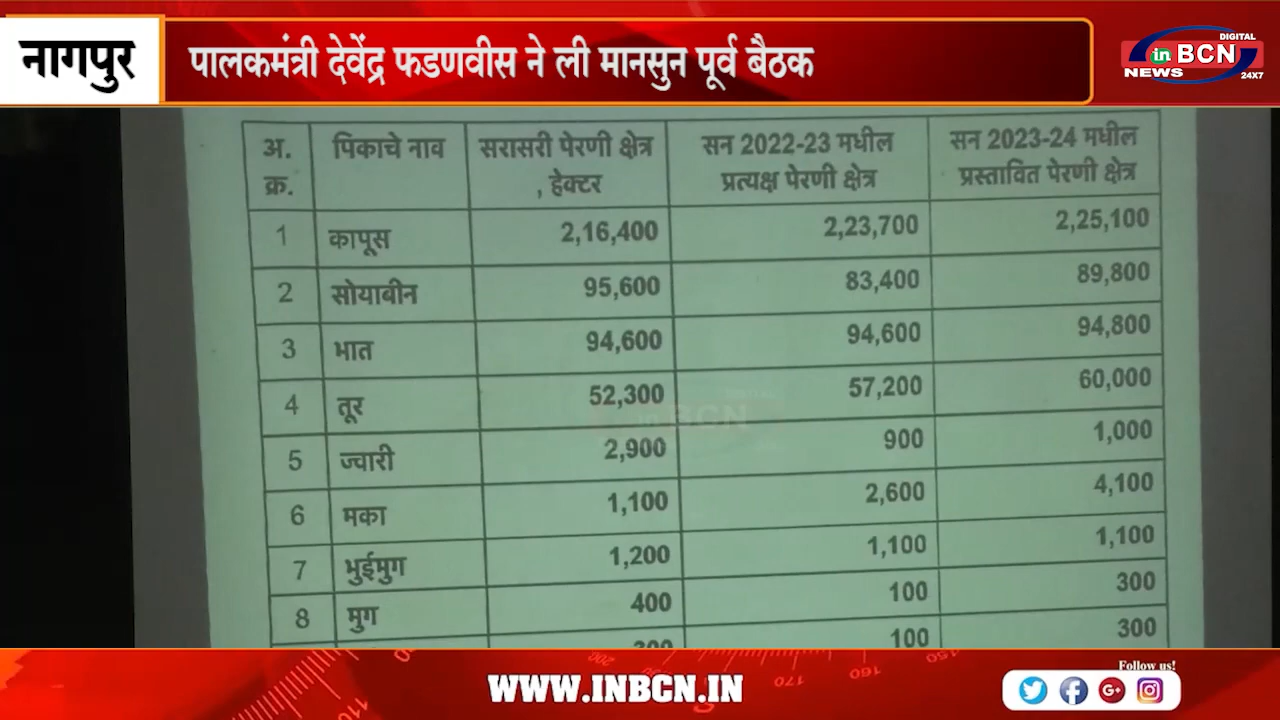 नागपुर
पालकमंत्री देवेंद्र फडणवीस ने ली मानसुन पूर्व बैठक
DIGITAL
in BCN
NEWS 24X7
अ. क्र. पिकाचे नाव सरासरी पेरणी क्षेत्र , हेक्टर सन 2022-23 मधील प्रत्यक्ष पेरणी क्षेत्र सन 2023-24 मधील प्रस्तावित पेरणी क्षेत्र
1 कापूस 2,16,400 2,23,700 2,25,100
2 सोयाबीन 95,600 83,400 89,800
3 भात 94,600 94,600 94,800
4 तूर 52,300 57,200 60,000
5 ज्वारी 2,900 900 1,000
6 मका 1,100 2,600 4,100
7 भुईमुग 1,200 1,100 1,100
8 मुग 400 100 300
100 300
WWW.INBCN.IN
Follow us!